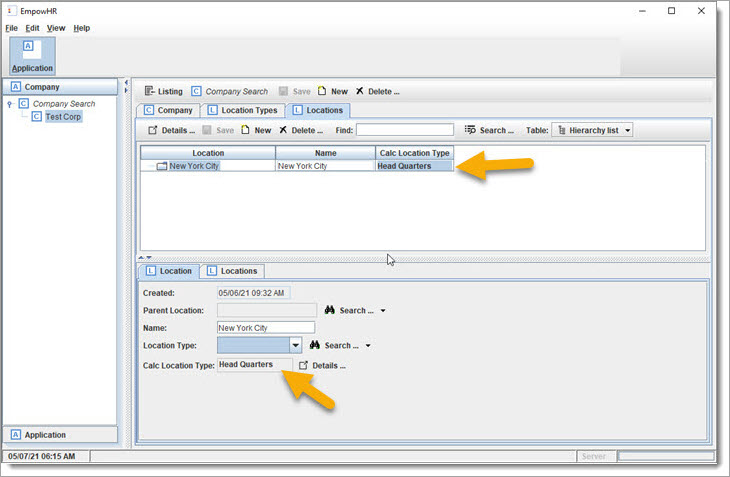 EmpowHR
File Edit View Help
A
Application
A Company
C Company Search
C Test Corp
Listing C Company Search Save New Delete ...
C Company L Location Types L Locations
Details ... Save New Delete ... Find: Search ... Table: Hierarchy list
Location Name Calc Location Type
New York City New York City Head Quarters
L Location L Locations
Created: 05/06/21 09:32 AM
Parent Location: Search ...
Name: New York City
Location Type: Search ...
Calc Location Type: Head Quarters Details ...
A Application
05/07/21 06:15 AM Server